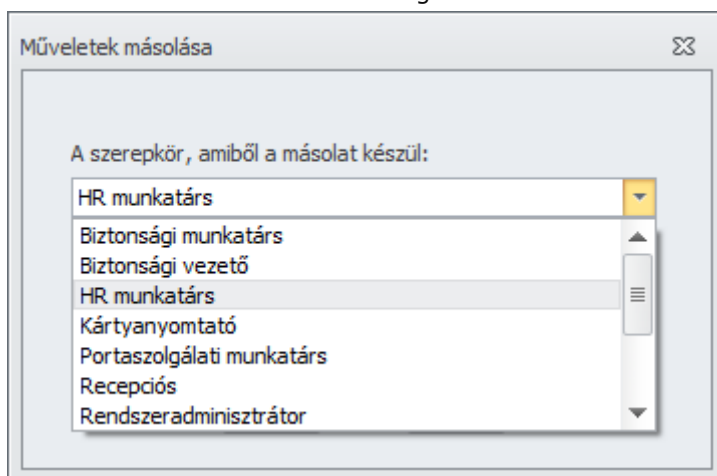 Műveletek másolása
A szerepkör, amiből a másolat készül:
HR munkatárs
Biztonsági munkatárs
Biztonsági vezető
HR munkatárs
Kártyanyomtató
Portaszolgálati munkatárs
Recepciós
Rendszeradminisztrátor